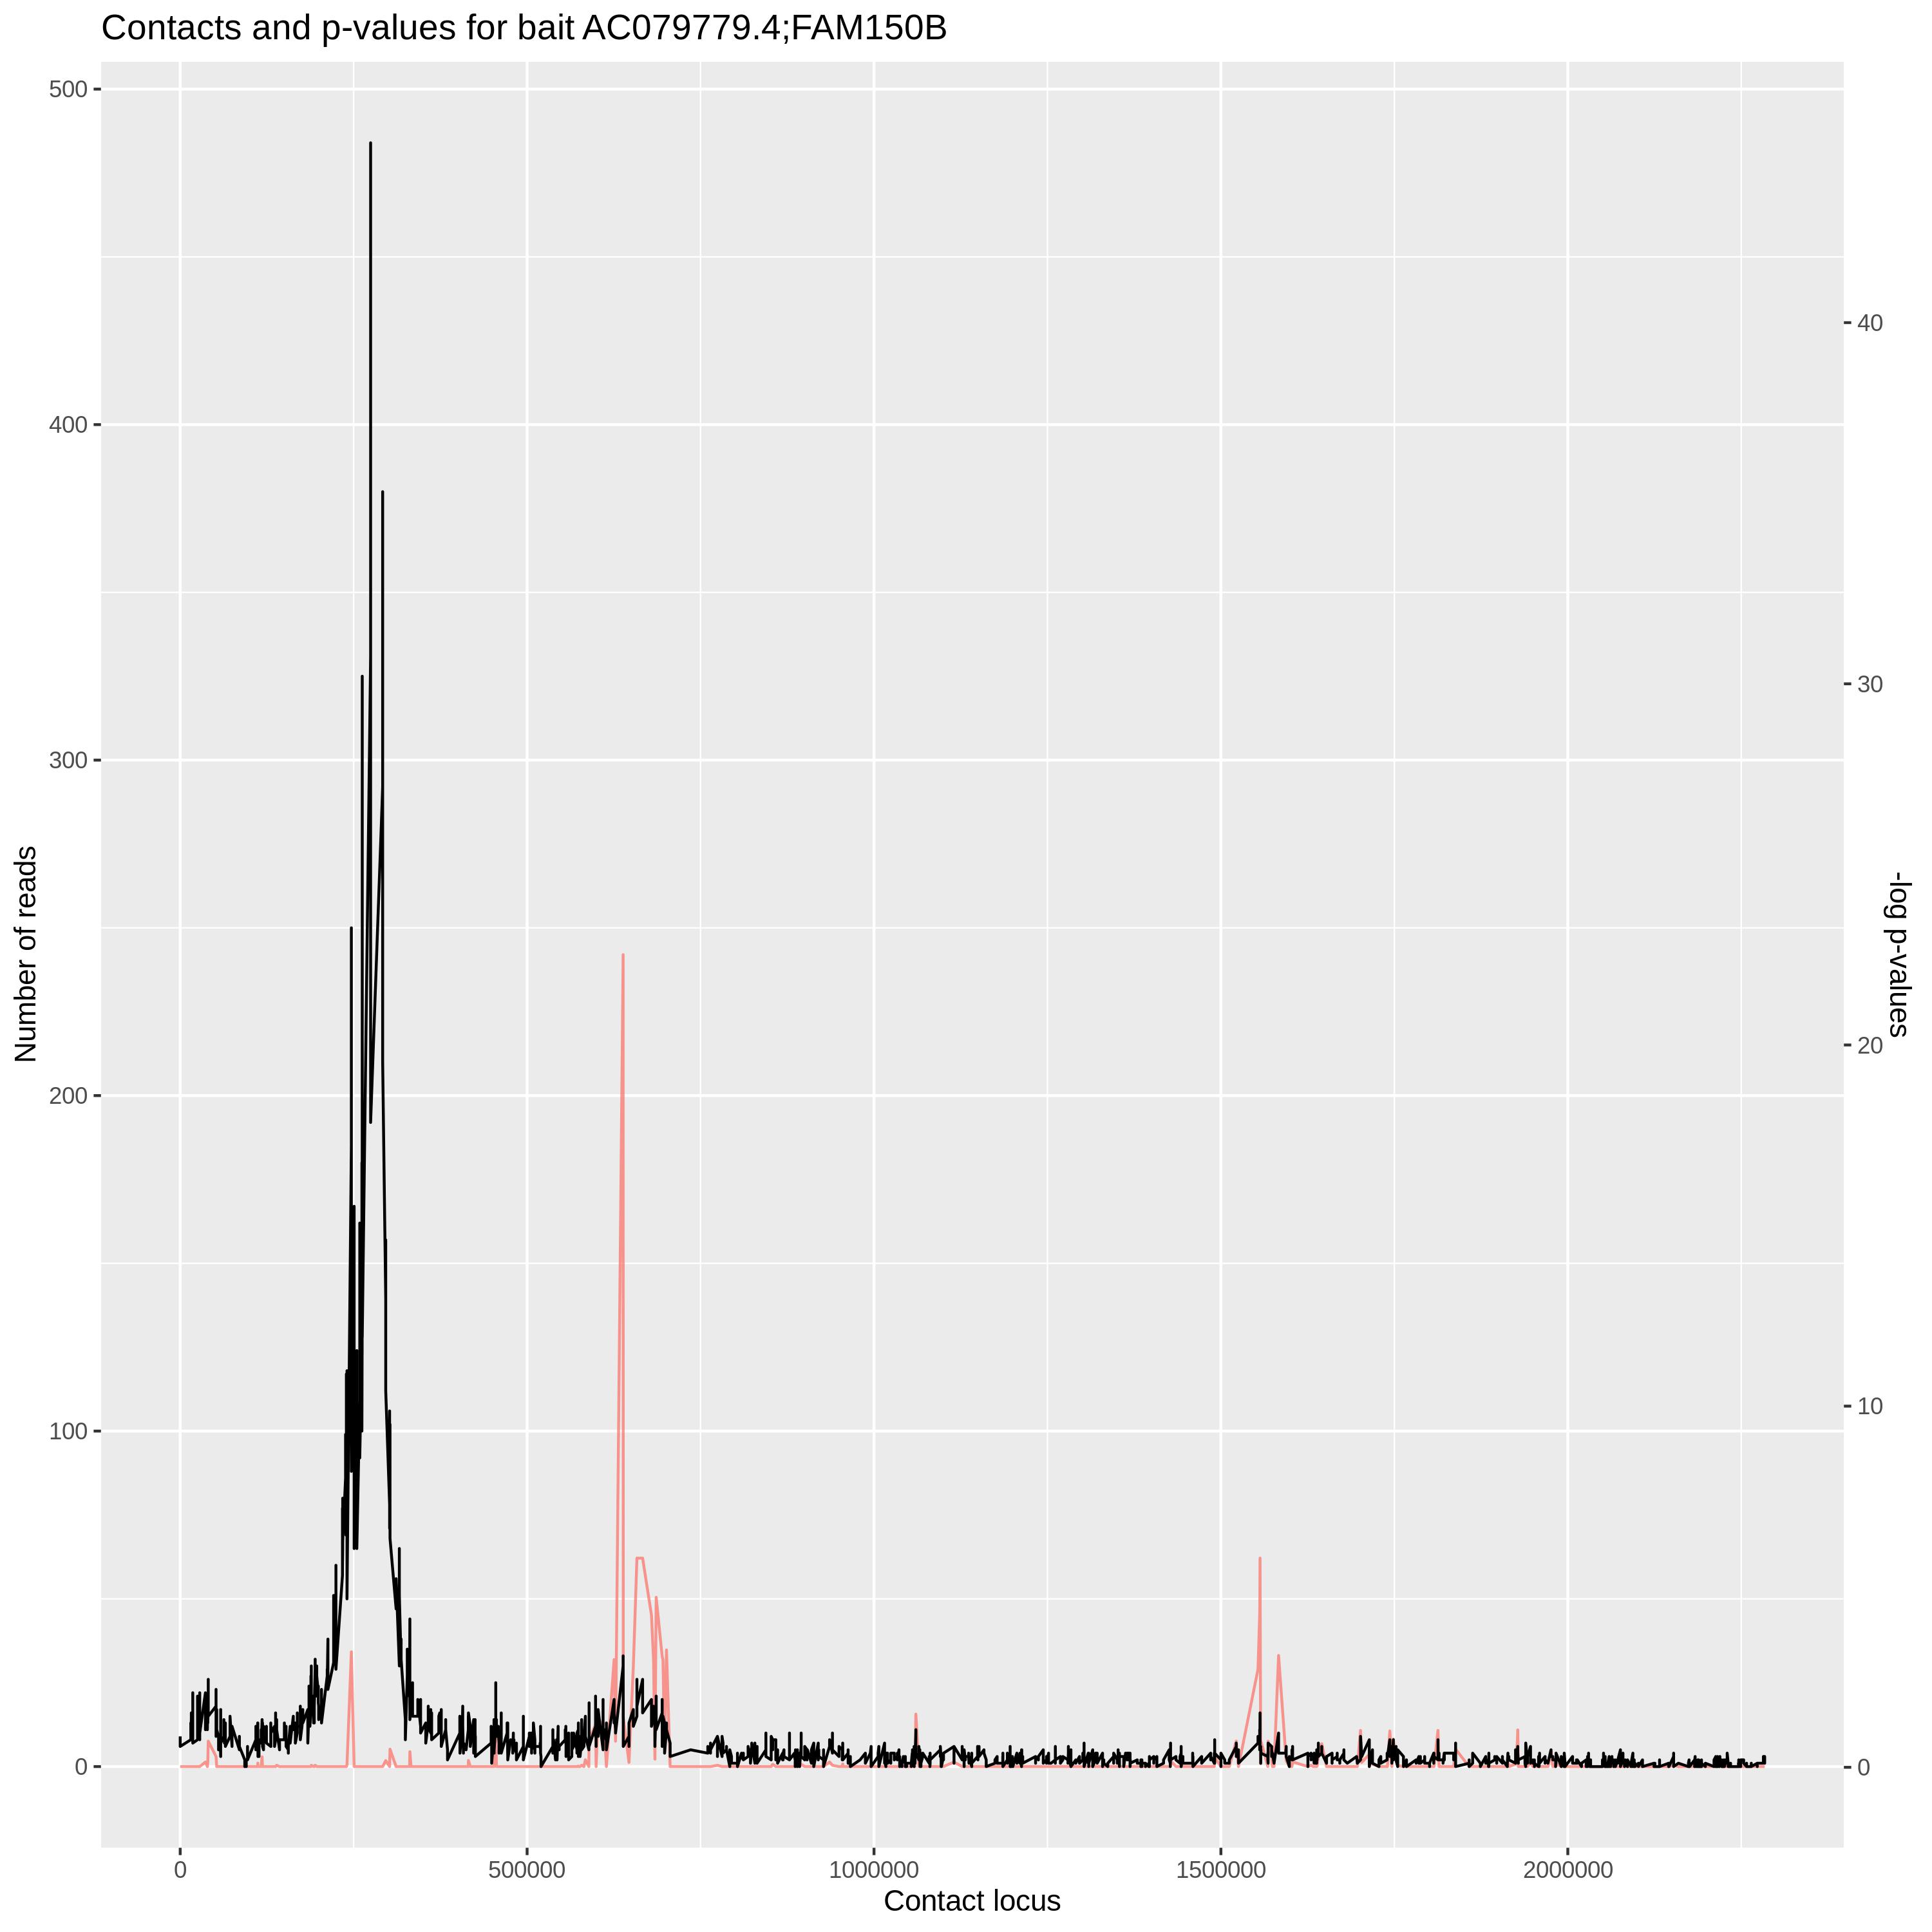 Contacts and p-values for bait AC079779.4;FAM150B
500
400
300
200
100
0
Number of reads
40
30
20
10
0
-log p-values
0 500000 1000000 1500000 2000000
Contact locus